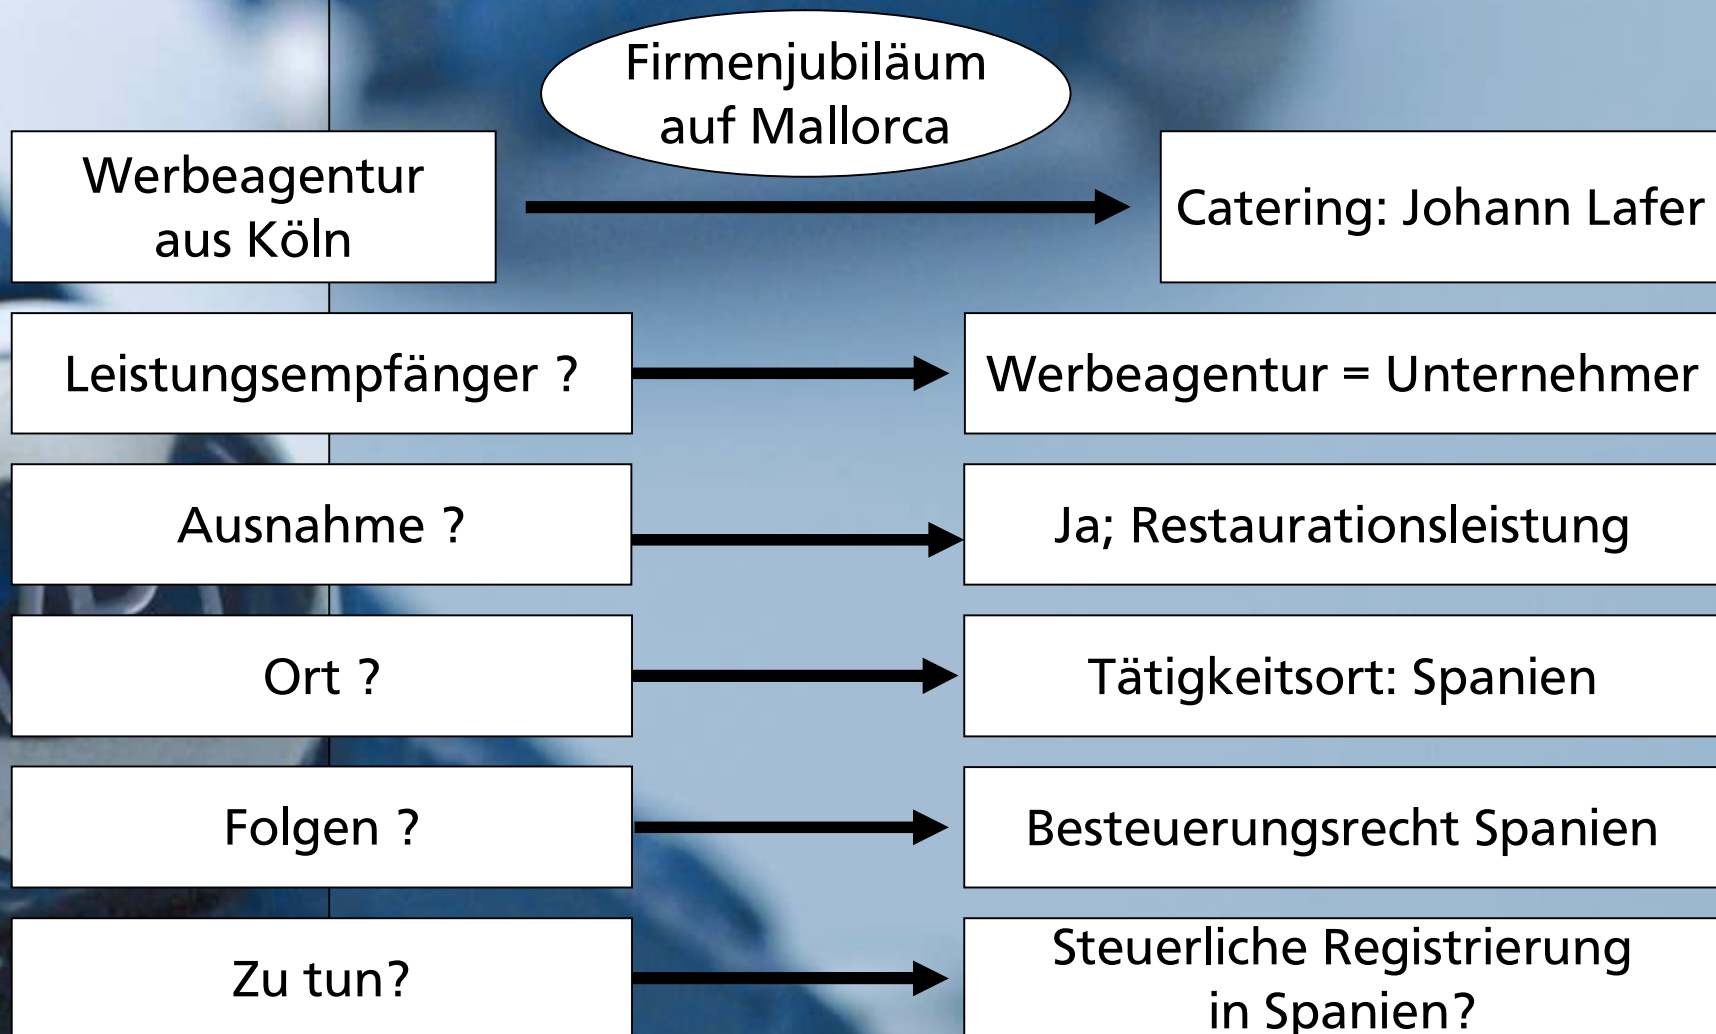 Firmenjubiläum
auf Mallorca
Werbeagentur
aus Köln
Catering: Johann Lafer
Leistungsempfänger ?
Werbeagentur = Unternehmer
Ausnahme ?
Ja; Restaurationsleistung
Ort ?
Tätigkeitsort: Spanien
Folgen ?
Besteuerungsrecht Spanien
Zu tun?
Steuerliche Registrierung
in Spanien?